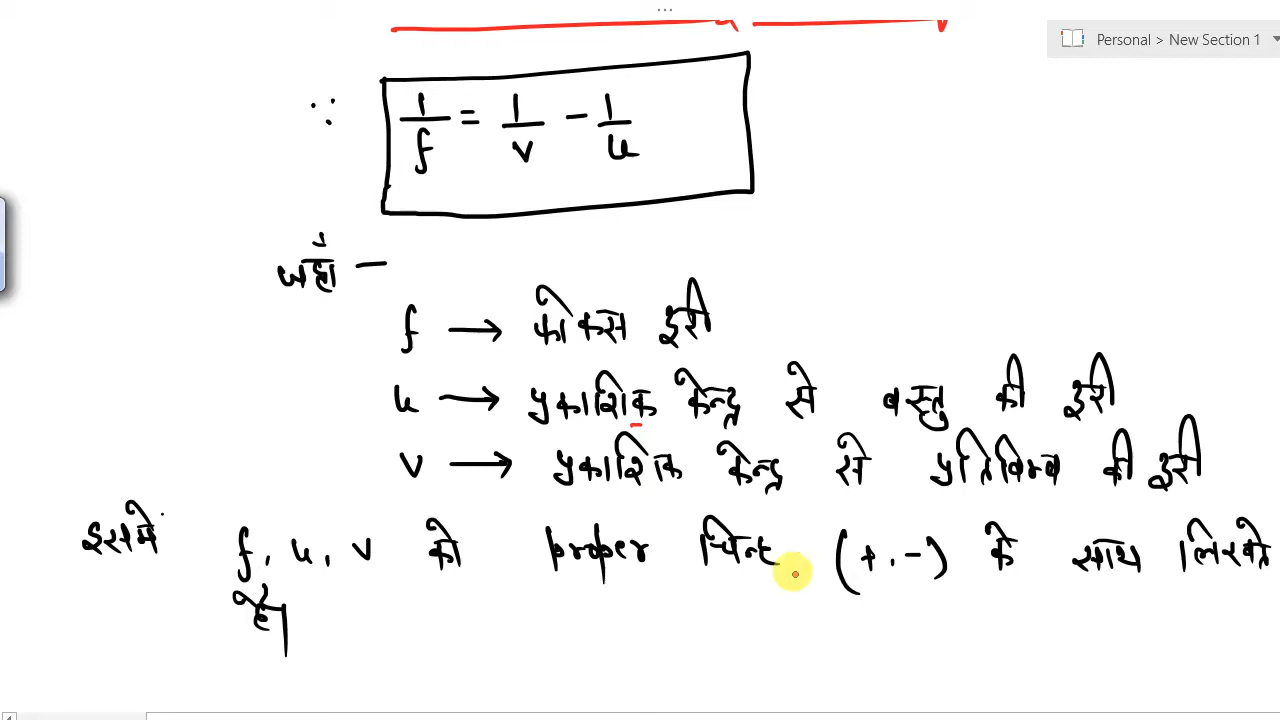 Personal > New Section 1
∵ 1/f = 1/v - 1/u
जहाँ —
f → फोकस दूरी
u → प्रकाशिक केन्द्र से वस्तु की दूरी
v → प्रकाशिक केन्द्र से प्रतिबिम्ब की दूरी
इसमें f, u, v को proper चिन्ह (+, -) के साथ लिखते
है।